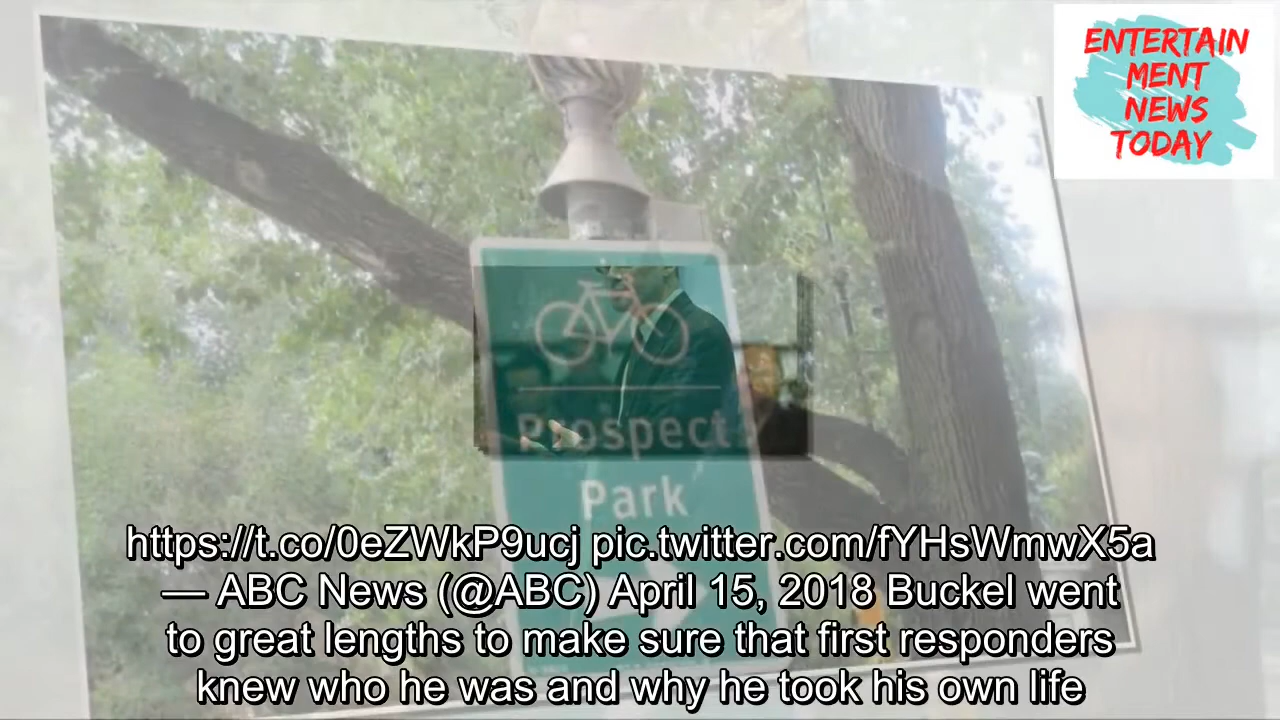 ENTERTAIN
MENT
NEWS
TODAY
Prospect
Park
https://t.co/0eZWkP9ucj pic.twitter.com/fYHsWmwX5a
— ABC News (@ABC) April 15, 2018 Buckel went
to great lengths to make sure that first responders
knew who he was and why he took his own life